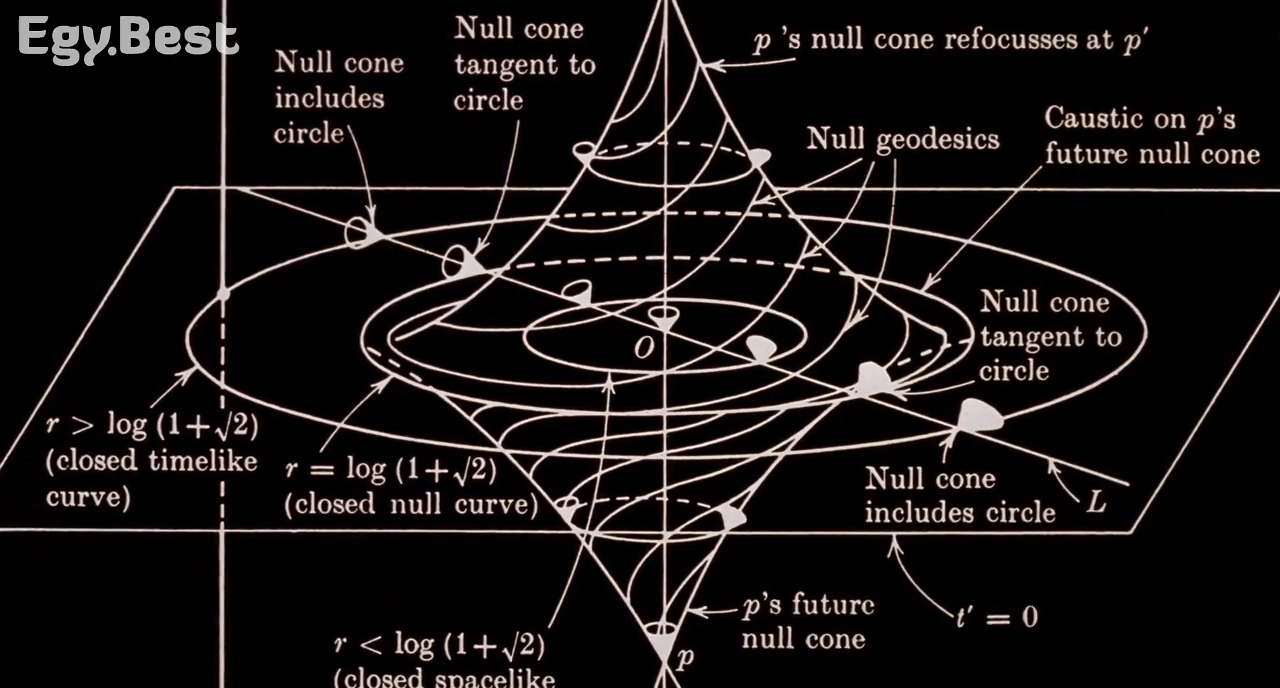 Egy.Best
Null cone
includes
circle
Null cone
tangent to
circle
p 's null cone refocusses at p′
Null geodesics
Caustic on p's
future null cone
Null cone
tangent to
circle
O
r > log (1+√2)
(closed timelike
curve)
r = log (1+√2)
(closed null curve)
Null cone
includes circle
L
p's future
null cone
t′ = 0
r < log (1+√2)
(closed spacelike
p